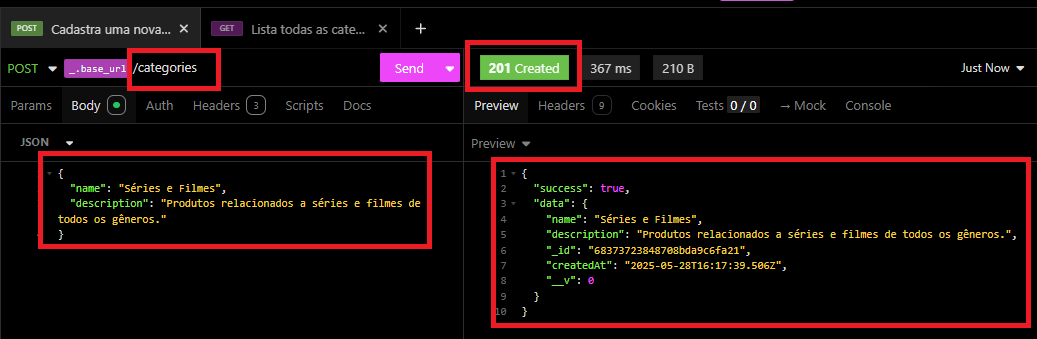 POST Cadastra uma nova... × GET Lista todas as cate... × +
POST _.base_url /categories Send 201 Created 367 ms 210 B Just Now
Params Body Auth Headers 3 Scripts Docs
Preview Headers 9 Cookies Tests 0 / 0 → Mock Console
JSON
Preview
{
"name": "Séries e Filmes",
"description": "Produtos relacionados a séries e filmes de
todos os gêneros."
}
1 {
2 "success": true,
3 "data": {
4 "name": "Séries e Filmes",
5 "description": "Produtos relacionados a séries e filmes de todos os gêneros.",
6 "_id": "68373723848708bda9c6fa21",
7 "createdAt": "2025-05-28T16:17:39.506Z",
8 "__v": 0
9 }
10 }